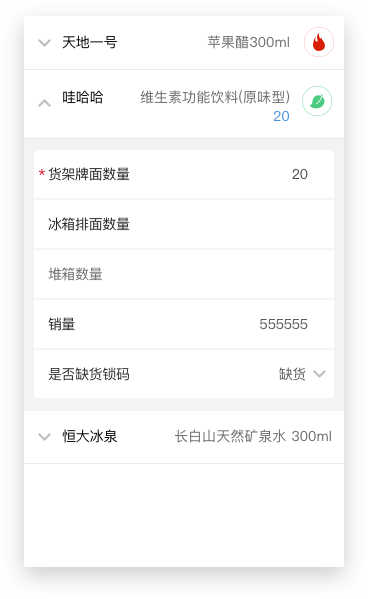 天地一号 苹果醋300ml
哇哈哈 维生素功能饮料(原味型)
20
*货架牌面数量 20
冰箱排面数量
堆箱数量
销量 555555
是否缺货锁码 缺货
恒大冰泉 长白山天然矿泉水 300ml